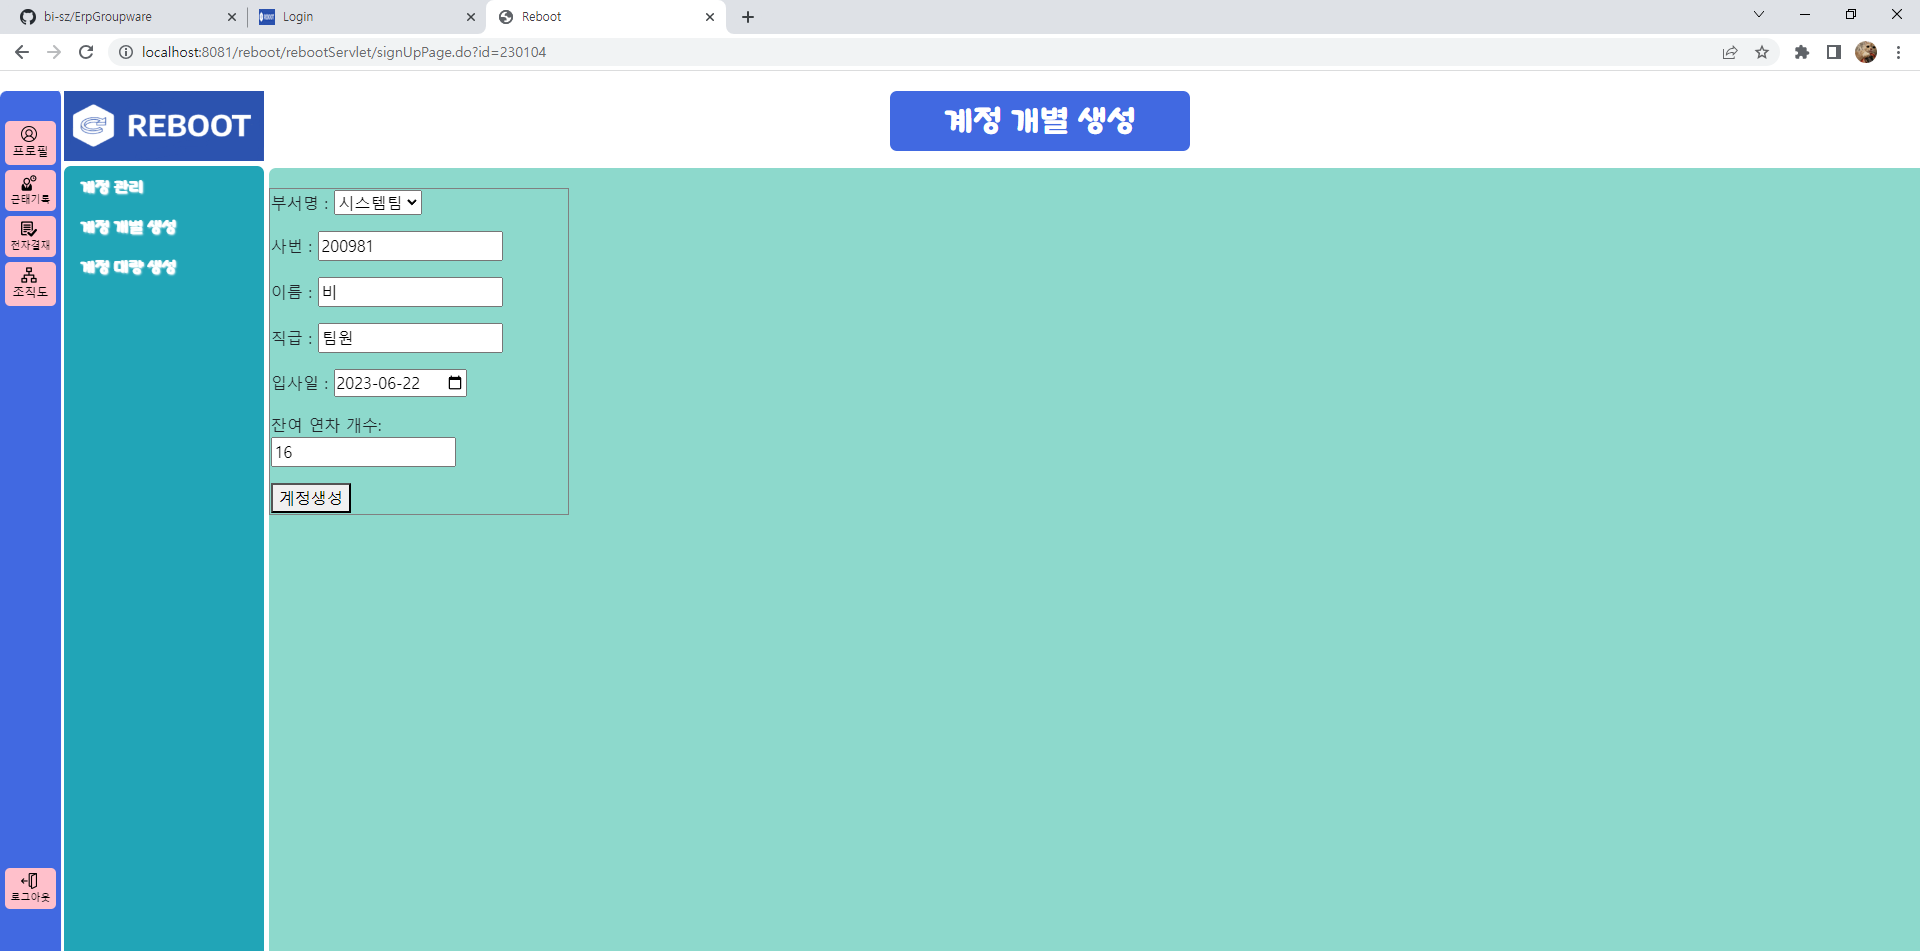 bi-sz/ErpGroupware
Login
Reboot
localhost:8081/reboot/rebootServlet/signUpPage.do?id=230104
REBOOT
계정 개별 생성
프로필
근태기록
전자결재
조직도
로그아웃
계정 관리
계정 개별 생성
계정 대량 생성
부서명 : 시스템팀
사번 : 200981
이름 : 비
직급 : 팀원
입사일 : 2023-06-22
잔여 연차 개수:
16
계정생성